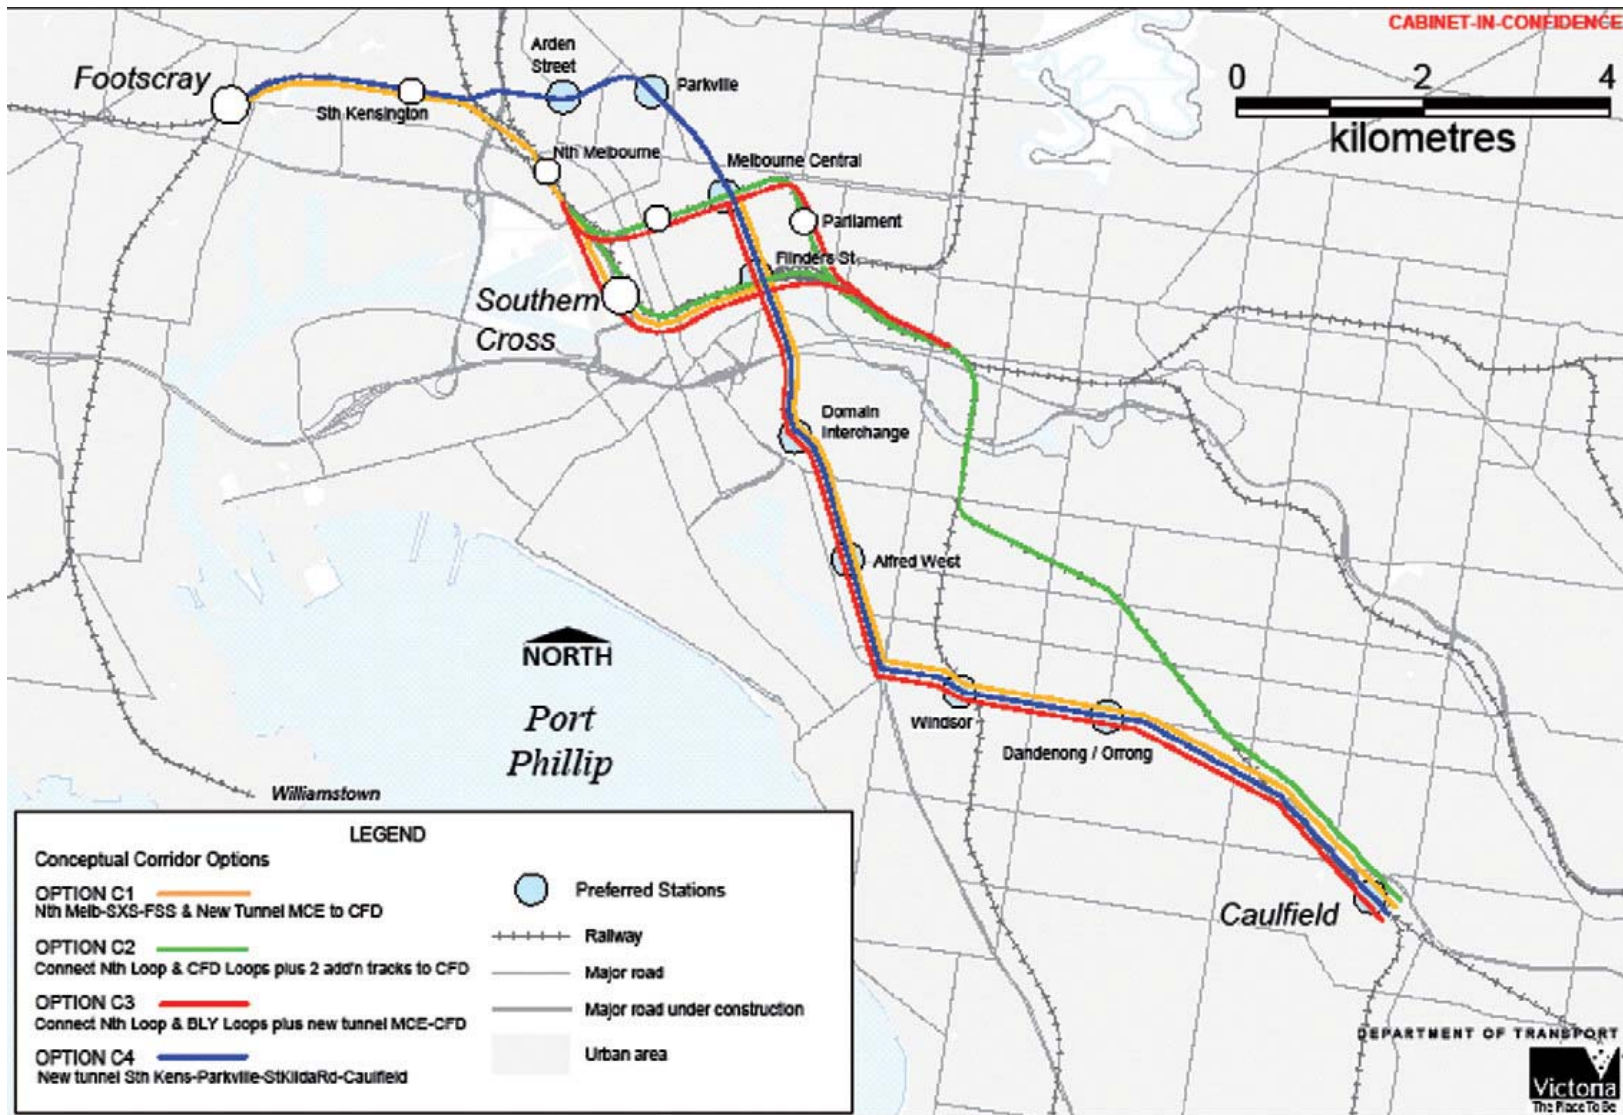 CABINET-IN-CONFIDENCE
0 2 4
kilometres
Footscray
Sth Kensington
Arden
Street
Parkville
Nth Melbourne
Melbourne Central
Parliament
Flinders St
Southern
Cross
Domain
Interchange
Alfred West
NORTH
Port
Phillip
Windsor
Dandenong / Orrong
Williamstown
Caulfield
LEGEND
Conceptual Corridor Options
OPTION C1
Nth Melb-SXS-FSS & New Tunnel MCE to CFD
OPTION C2
Connect Nth Loop & CFD Loops plus 2 add'n tracks to CFD
OPTION C3
Connect Nth Loop & BLY Loops plus new tunnel MCE-CFD
OPTION C4
New tunnel Sth Kens-Parkville-StKildaRd-Caulfield
Preferred Stations
Railway
Major road
Major road under construction
Urban area
DEPARTMENT OF TRANSPORT
Victoria
The Place To Be